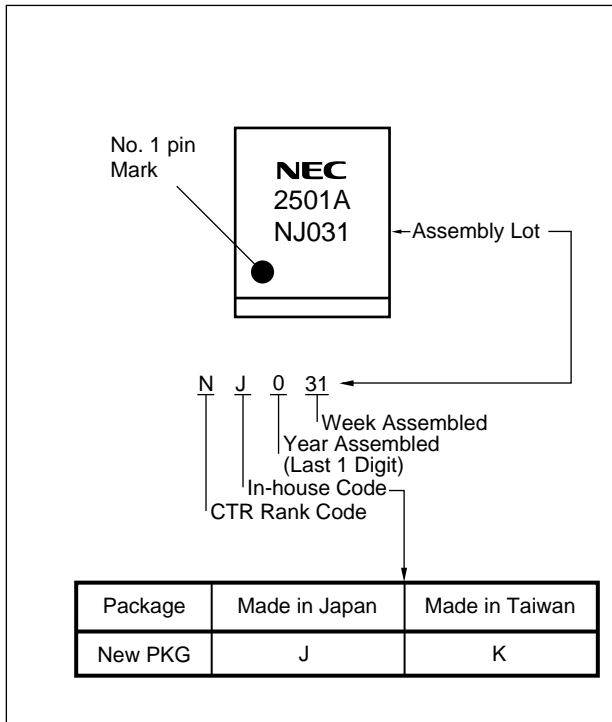 No. 1 pin
Mark
NEC
2501A
NJ031
Assembly Lot
N J 0 31
Week Assembled
Year Assembled
(Last 1 Digit)
In-house Code
CTR Rank Code
Package Made in Japan Made in Taiwan
New PKG J K